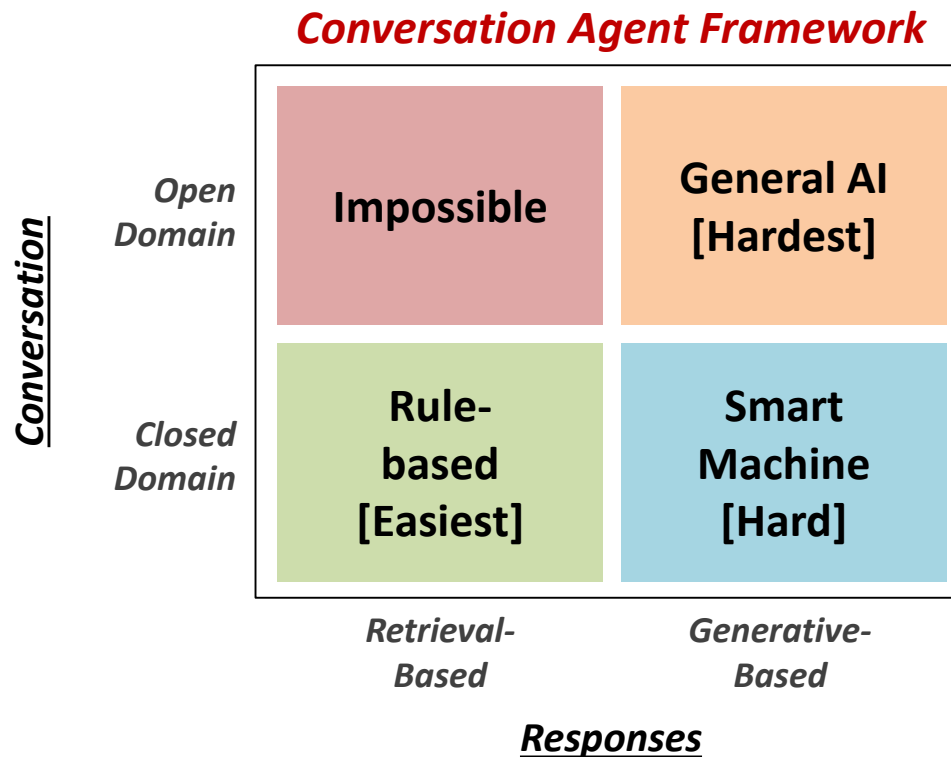 Conversation Agent Framework
Conversation
Open
Domain
Impossible
General AI
[Hardest]
Closed
Domain
Rule-
based
[Easiest]
Smart
Machine
[Hard]
Retrieval-
Based
Generative-
Based
Responses